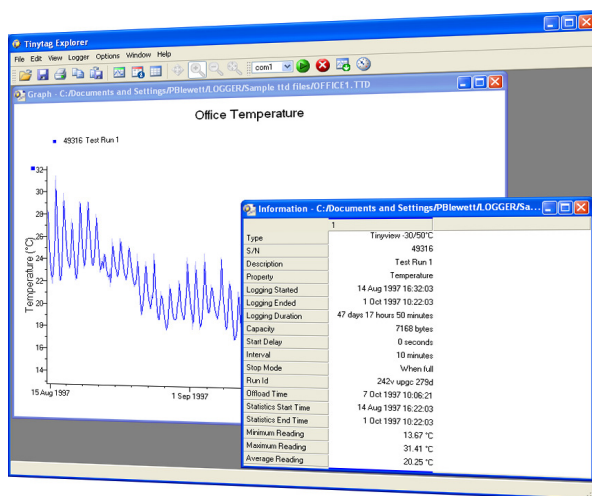 Tinytag Explorer
File Edit View Logger Options Window Help
com1
Graph - C:/Documents and Settings/PBlewett/LOGGER/Sample ttd files/OFFICE1.TTD
Office Temperature
49316 Test Run 1
32
30
28
26
24
22
20
18
16
14
Temperature (°C)
15 Aug 1997 1 Sep 1997
Information - C:/Documents and Settings/PBlewett/LOGGER/Sa...
1
Type Tinyview -30/50°C
S/N 49316
Description Test Run 1
Property Temperature
Logging Started 14 Aug 1997 16:32:03
Logging Ended 1 Oct 1997 10:22:03
Logging Duration 47 days 17 hours 50 minutes
Capacity 7168 bytes
Start Delay 0 seconds
Interval 10 minutes
Stop Mode When full
Run Id 242v upgc 279d
Offload Time 7 Oct 1997 10:06:21
Statistics Start Time 14 Aug 1997 16:22:03
Statistics End Time 1 Oct 1997 10:22:03
Minimum Reading 13.67 °C
Maximum Reading 31.41 °C
Average Reading 20.25 °C